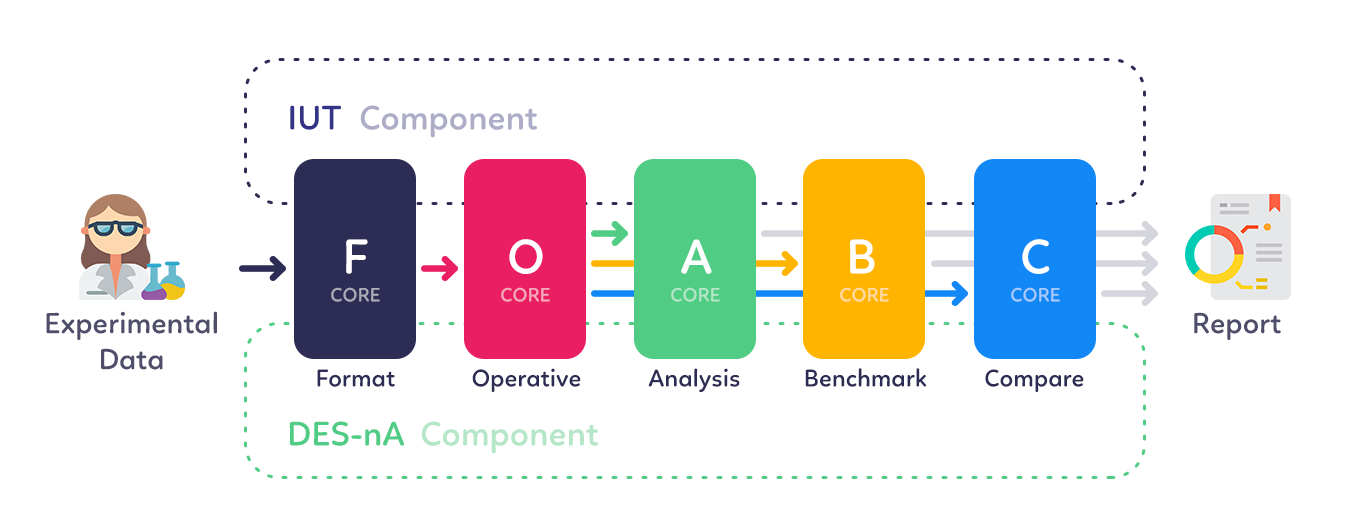 IUT Component
F
CORE
O
CORE
A
CORE
B
CORE
C
CORE
Experimental
Data
Report
Format
Operative
Analysis
Benchmark
Compare
DES-nA Component